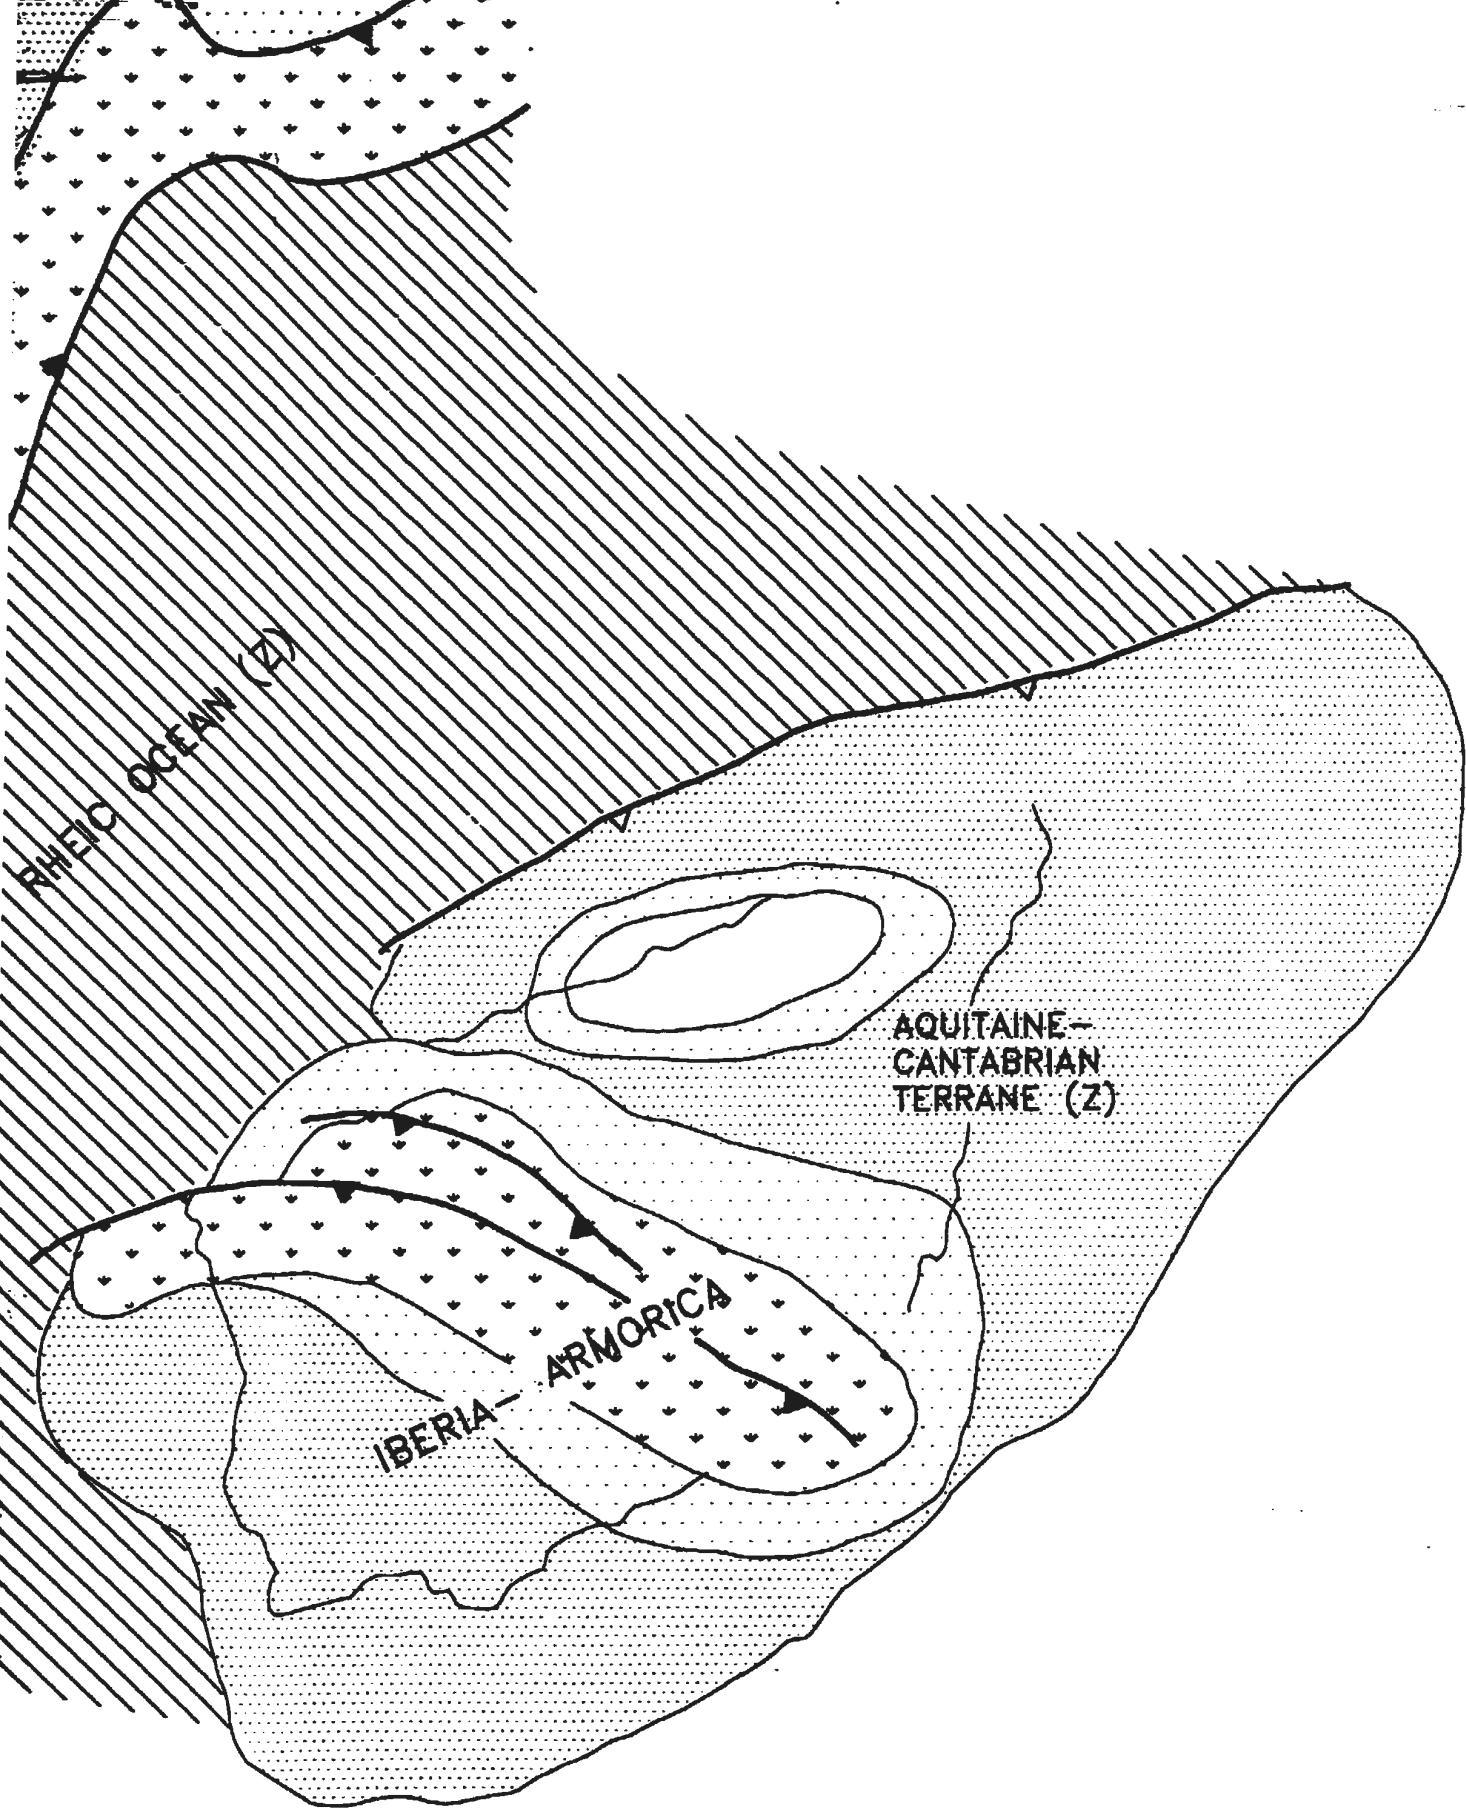 RHEIC OCEAN (Z)
AQUITAINE-
CANTABRIAN
TERRANE (Z)
IBERIA- ARMORICA